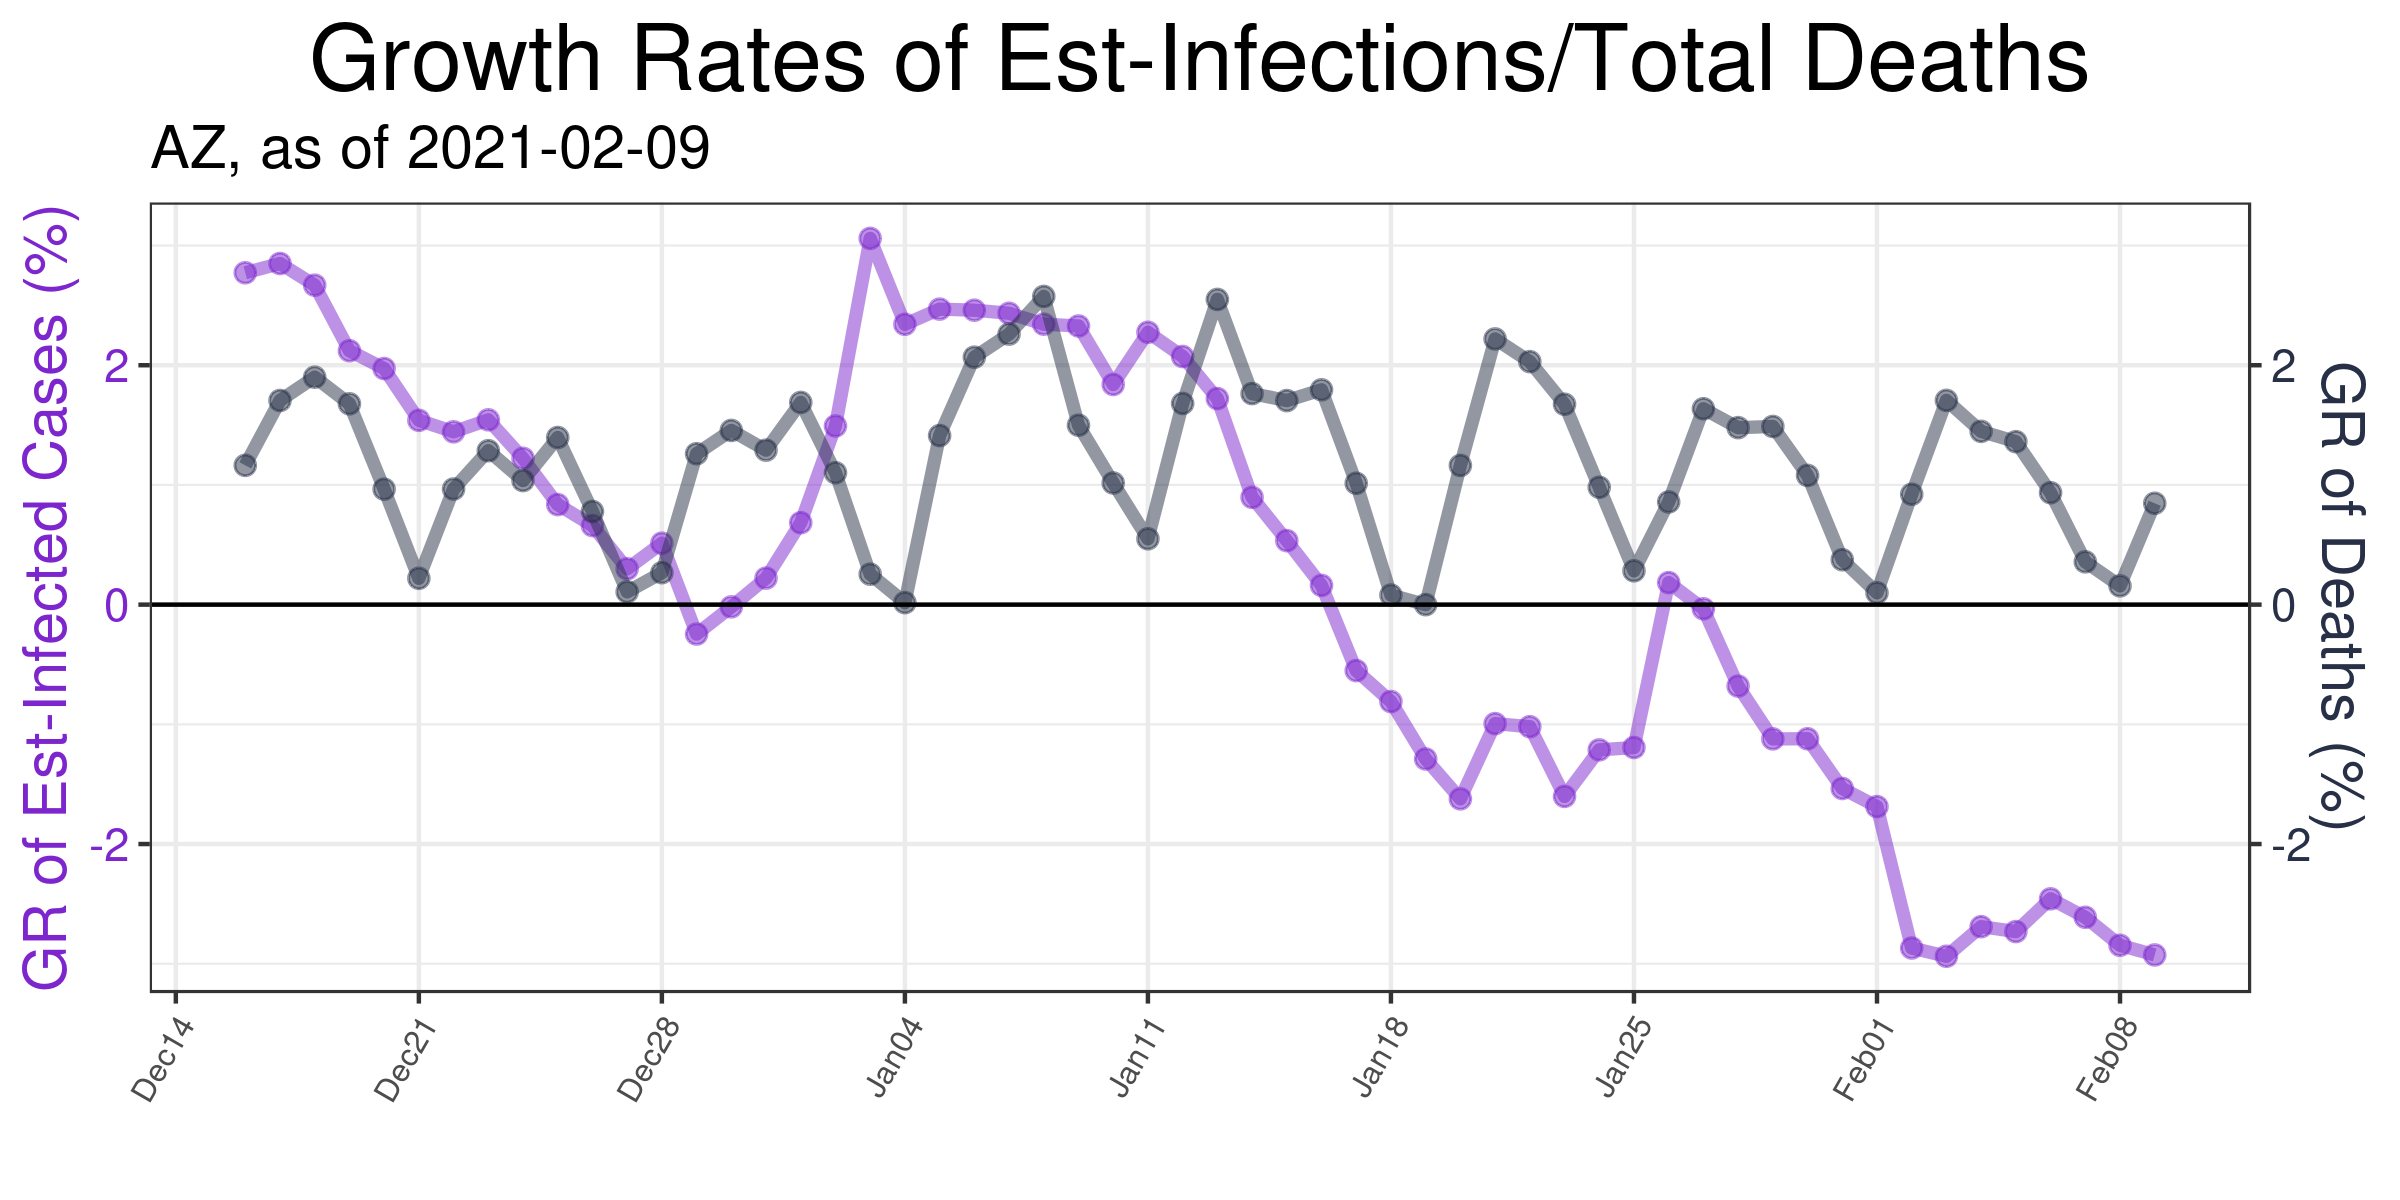 Growth Rates of Est-Infections/Total Deaths
AZ, as of 2021-02-09
GR of Est-Infected Cases (%)
2
0
-2
2
0
-2
GR of Deaths (%)
Dec14
Dec21
Dec28
Jan04
Jan11
Jan18
Jan25
Feb01
Feb08